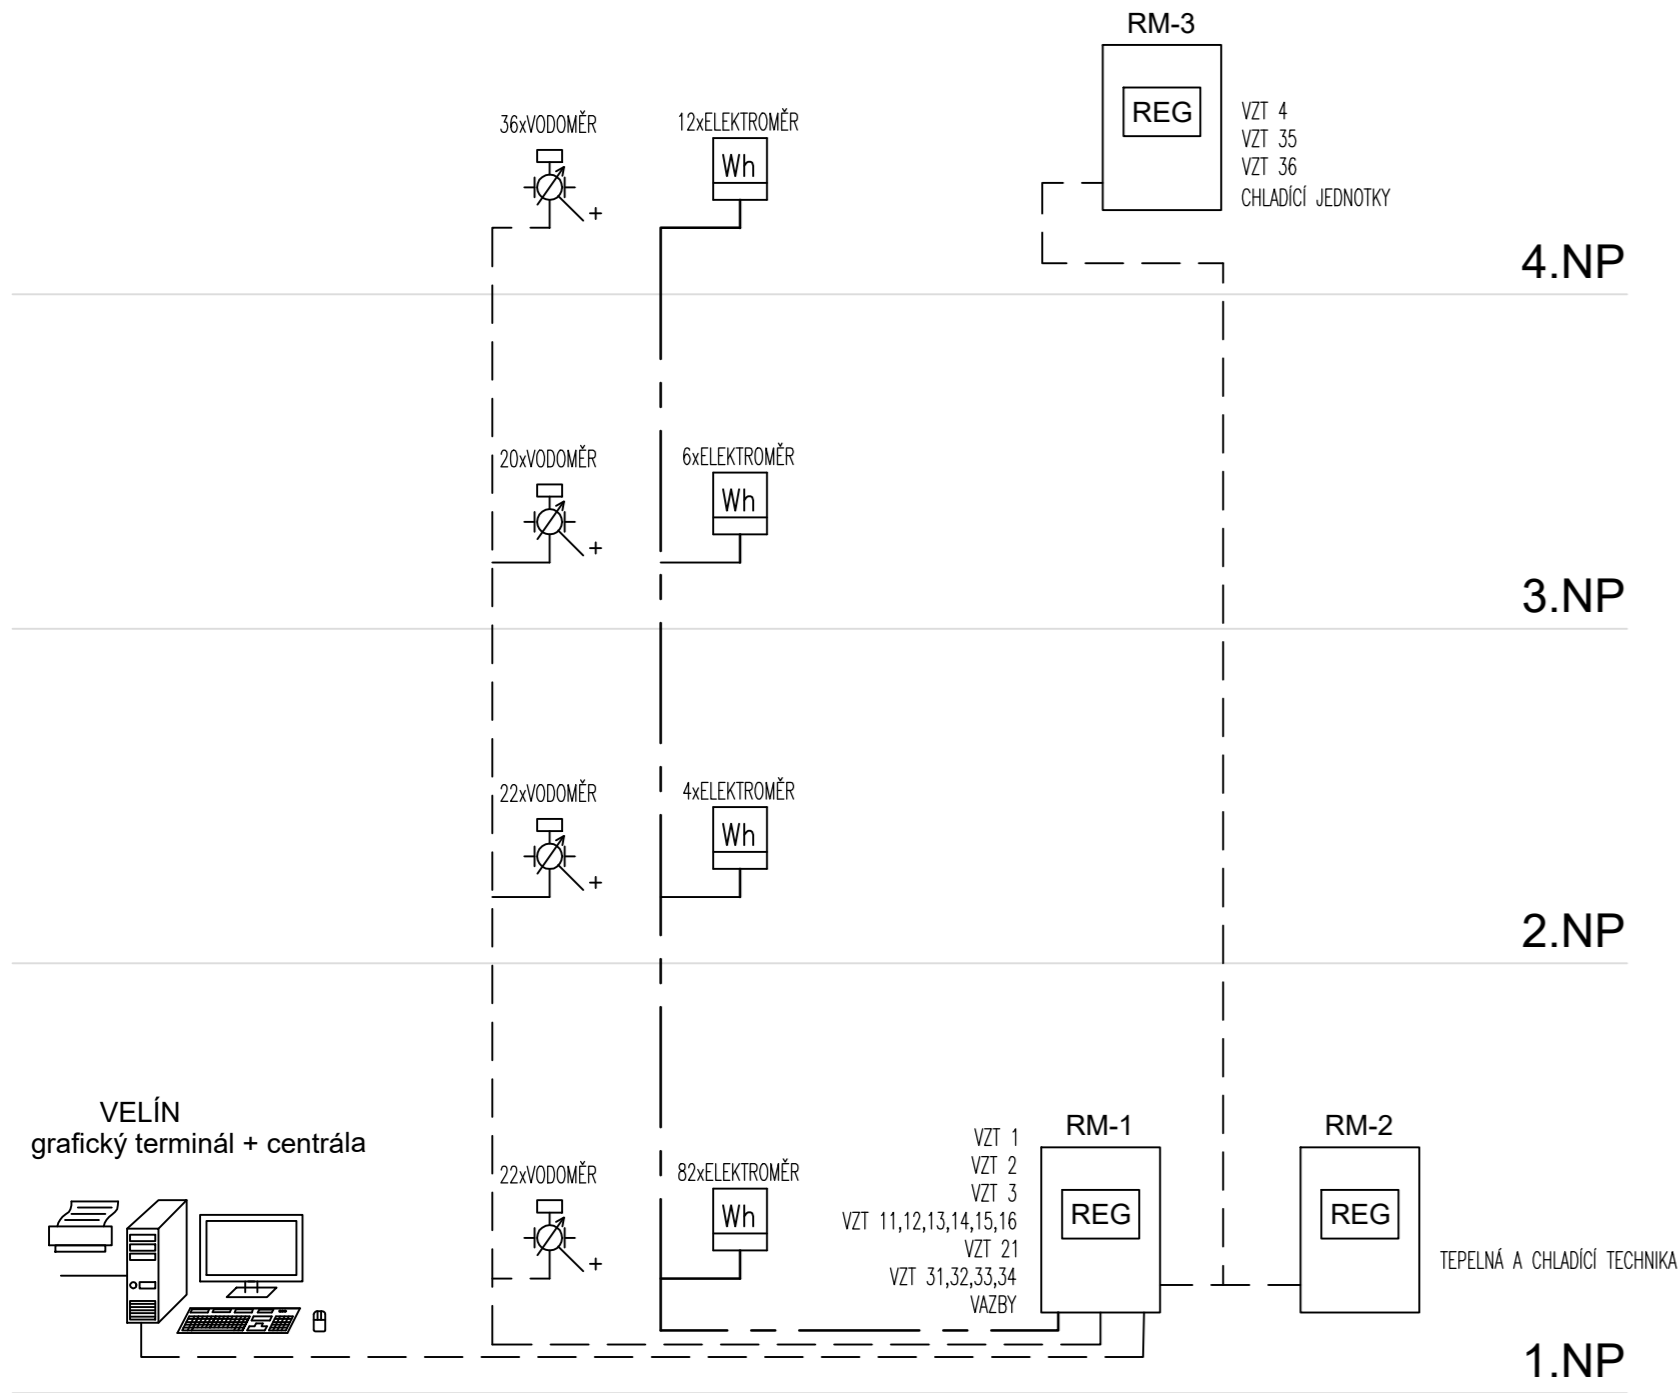 RM-3
REG
VZT 4
VZT 35
VZT 36
CHLADÍCÍ JEDNOTKY
36xVODOMĚR
12xELEKTROMĚR
Wh
+
4.NP
20xVODOMĚR
6xELEKTROMĚR
Wh
+
3.NP
22xVODOMĚR
4xELEKTROMĚR
Wh
+
2.NP
VELÍN
grafický terminál + centrála
22xVODOMĚR
82xELEKTROMĚR
Wh
+
VZT 1
VZT 2
VZT 3
VZT 11,12,13,14,15,16
VZT 21
VZT 31,32,33,34
VAZBY
RM-1
REG
RM-2
REG
TEPELNÁ A CHLADÍCÍ TECHNIKA
1.NP